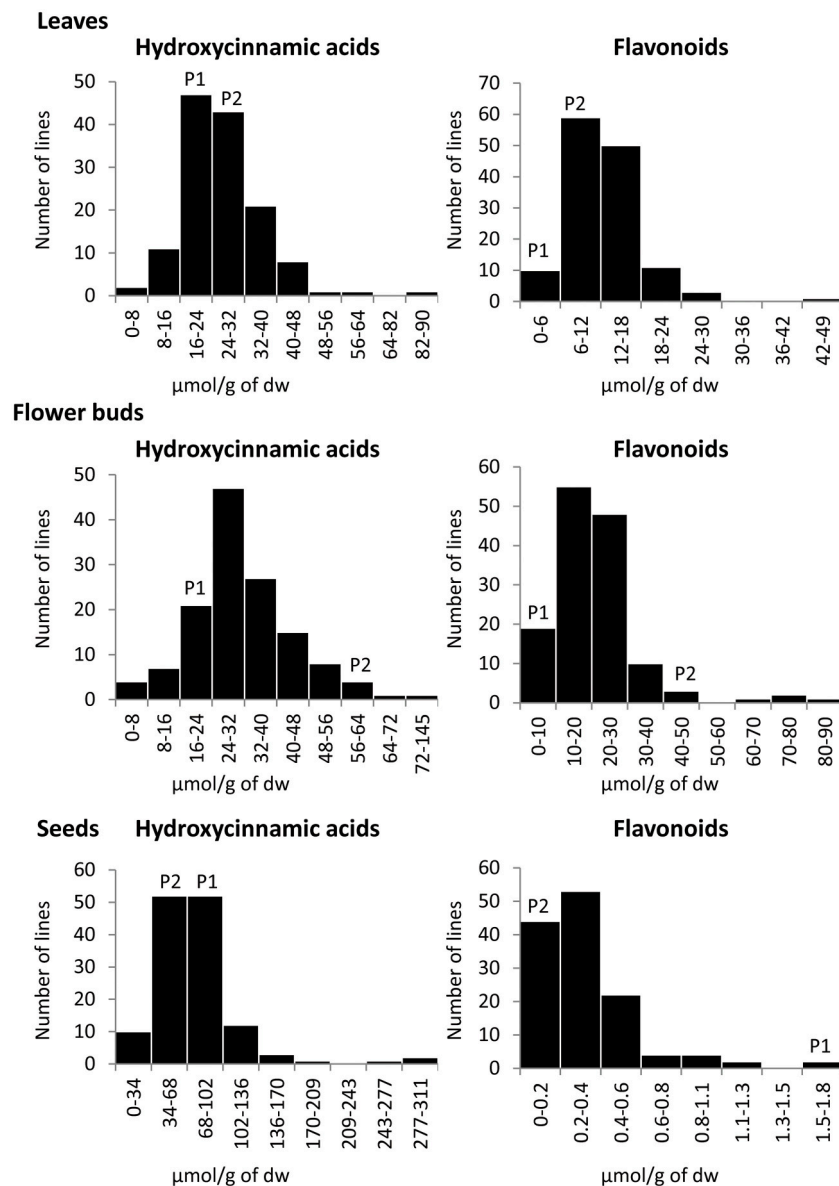 Leaves
Hydroxycinnamic acids
Number of lines
50
40
30
20
10
0
P1
P2
0-8
8-16
16-24
24-32
32-40
40-48
48-56
56-64
64-82
82-90
µmol/g of dw
Flavonoids
Number of lines
70
60
50
40
30
20
10
0
P1
P2
0-6
6-12
12-18
18-24
24-30
30-36
36-42
42-49
µmol/g of dw
Flower buds
Hydroxycinnamic acids
Number of lines
50
40
30
20
10
0
P1
P2
0-8
8-16
16-24
24-32
32-40
40-48
48-56
56-64
64-72
72-145
µmol/g of dw
Flavonoids
Number of lines
60
50
40
30
20
10
0
P1
P2
0-10
10-20
20-30
30-40
40-50
50-60
60-70
70-80
80-90
µmol/g of dw
Seeds
Hydroxycinnamic acids
Number of lines
60
50
40
30
20
10
0
P2
P1
0-34
34-68
68-102
102-136
136-170
170-209
209-243
243-277
277-311
µmol/g of dw
Flavonoids
Number of lines
60
50
40
30
20
10
0
P2
P1
0-0.2
0.2-0.4
0.4-0.6
0.6-0.8
0.8-1.1
1.1-1.3
1.3-1.5
1.5-1.8
µmol/g of dw